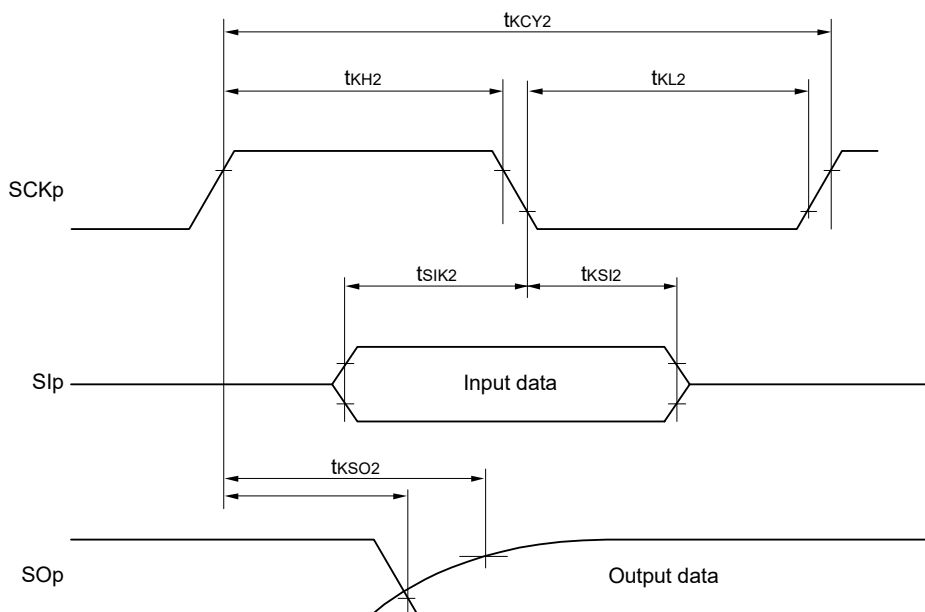 tKCY2
tKH2
tKL2
SCKp
tSIK2
tKSI2
SIp
Input data
tKSO2
SOp
Output data